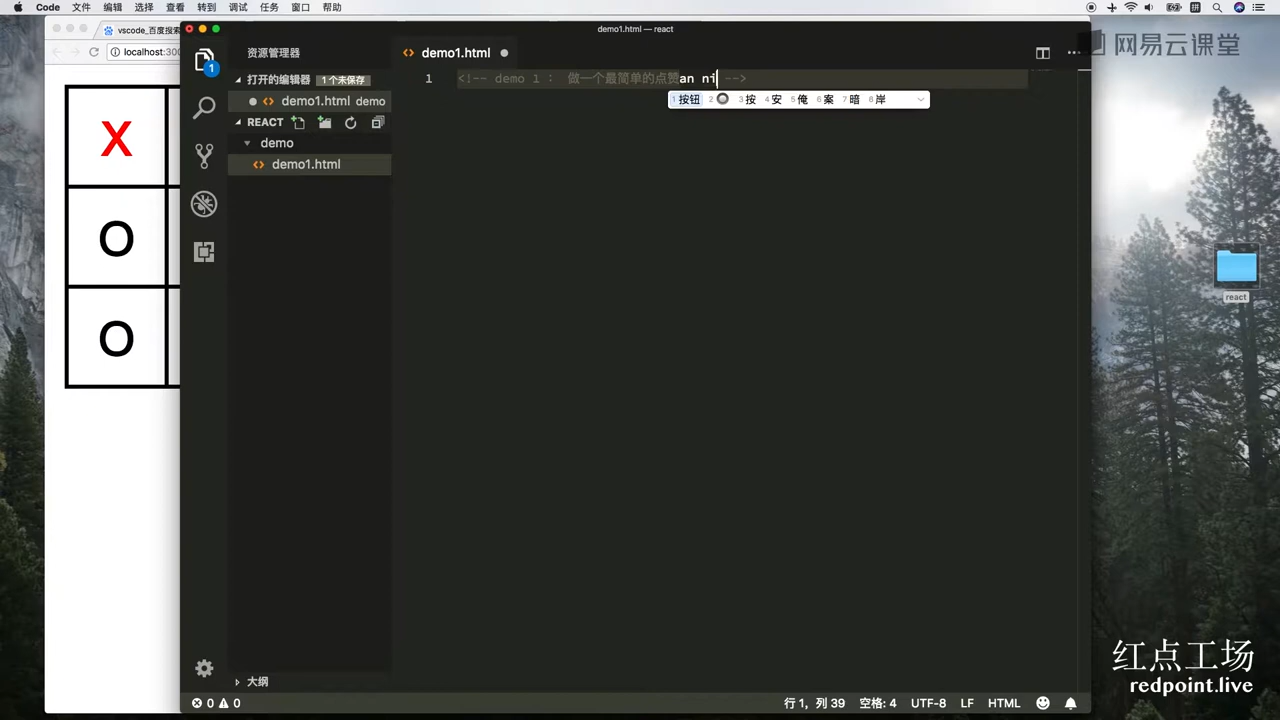 Code 文件 编辑 选择 查看 转到 调试 任务 窗口 帮助
demo1.html — react
vscode_百度搜索
localhost:300
网易云课堂
资源管理器
demo1.html
打开的编辑器 1 个未保存
demo1.html demo
REACT
demo
demo1.html
1 <!-- demo 1 : 做一个最简单的点赞an ni -->
1 按钮 2 3 按 4 安 5 俺 6 案 7 暗 8 岸
X
O
O
react
大纲
0 0
行 1，列 39 空格: 4 UTF-8 LF HTML
红点工场
redpoint.live